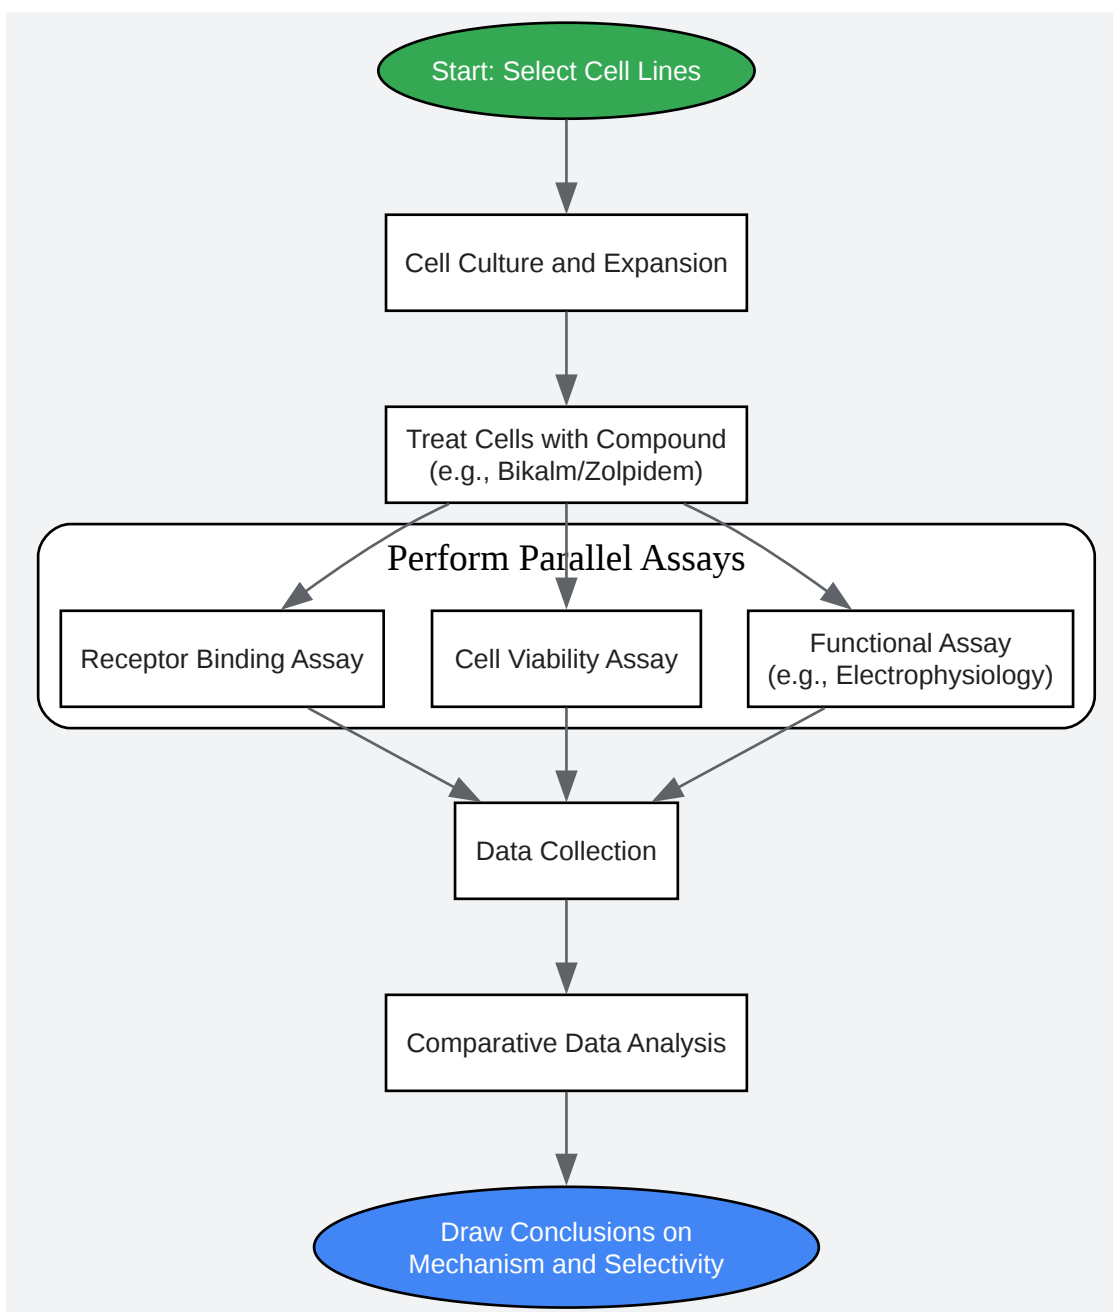 Start: Select Cell Lines
Cell Culture and Expansion
Treat Cells with Compound
(e.g., Bikalm/Zolpidem)
Perform Parallel Assays
Receptor Binding Assay
Cell Viability Assay
Functional Assay
(e.g., Electrophysiology)
Data Collection
Comparative Data Analysis
Draw Conclusions on
Mechanism and Selectivity